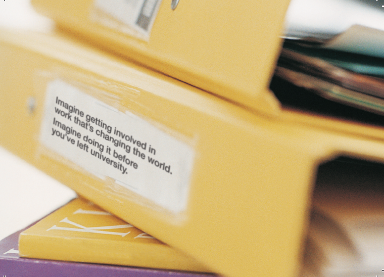 Imagine getting involved in
work that's changing the world.
Imagine doing it before
you've left university.